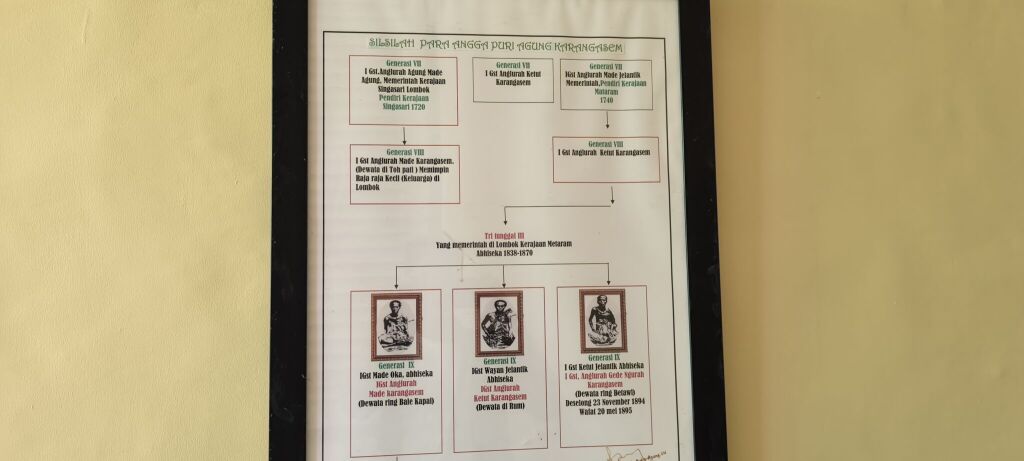 SILSILAH PARA ANGGA PURI AGUNG KARANGASEM
Generasi VII
I Gst.Anglurah Agung Made
Agung, Memerintah Kerajaan
Singasari Lombok
Pendiri Kerajaan
Singasari 1720
Generasi VII
I Gst Anglurah Ketut
Karangasem
Generasi VII
IGst Anglurah Made Jelantik
Memerintah,Pendiri Kerajaan
Mataram
1740
Generasi VIII
I Gst Anglurah Made Karangasem.
(Dewata di Toh pati ) Memimpin
Raja raja Kecil (Keluarga) di
Lombok
Generasi VIII
I Gst Anglurah Ketut Karangasem
Tri tunggal III
Yang memerintah di Lombok Kerajaan Metaram
Abhiseka 1838-1870
Generasi IX
IGst Made Oka, abhiseka
IGst Anglurah
Made karangasem
(Dewata ring Bale Kapal)
Generasi IX
IGst Wayan Jelantik
Abhiseka
IGst Anglurah
Ketut Karangasem
(Dewata di Rum)
Generasi IX
I Gst Ketut Jelantik Abhiseka
I Gst, Anglurah Gede Ngurah
Karangasem
(Dewata ring Betawi)
Deselong 23 November 1894
Wafat 20 mei 1895